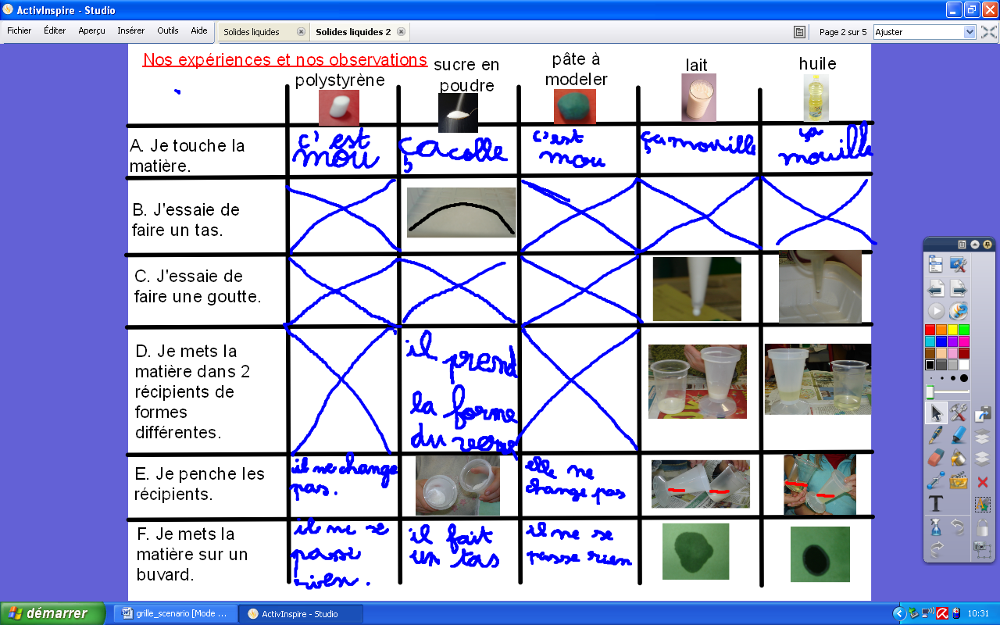 ActivInspire - Studio
Fichier Éditer Aperçu Insérer Outils Aide
Solides liquides
Solides liquides 2
Page 2 sur 5
Ajuster
Nos expériences et nos observations
polystyrène
sucre en
poudre
pâte à
modeler
lait
huile
A. Je touche la
matière.
c'est
mou
ça colle
c'est
mou
ça mouille
ça
mouille
B. J'essaie de
faire un tas.
C. J'essaie de
faire une goutte.
D. Je mets la
matière dans 2
récipients de
formes
différentes.
il prend
la forme
du
E. Je penche les
récipients.
il ne change
pas.
elle ne
change pas
F. Je mets la
matière sur un
buvard.
il ne se
passe
rien.
il fait
un tas
il ne se
passe rien
T
démarrer
grille_scenario [Mode ...
ActivInspire - Studio
10:31